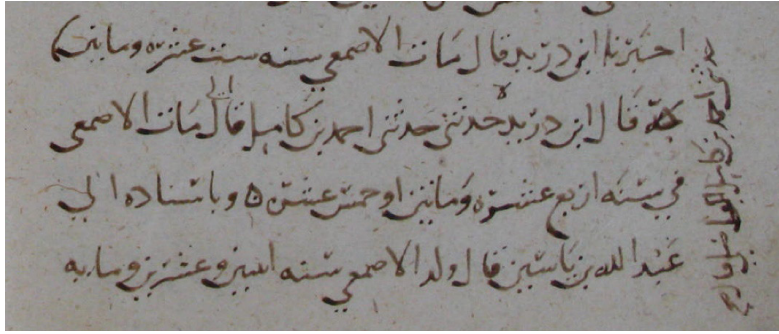 اخبرنا ابن دريد قال مات الاصمعي سنه ست عشره ومايتين
قال ابن دريد حدثني احمد بن كامل قال مات الاصمعي
في سنه اربع عشره ومايتين او خمس عشره ه وباسناده الي
عبد الله بن ياسين قال ولد الاصمعي سنه اثنين وعشرين ومايه